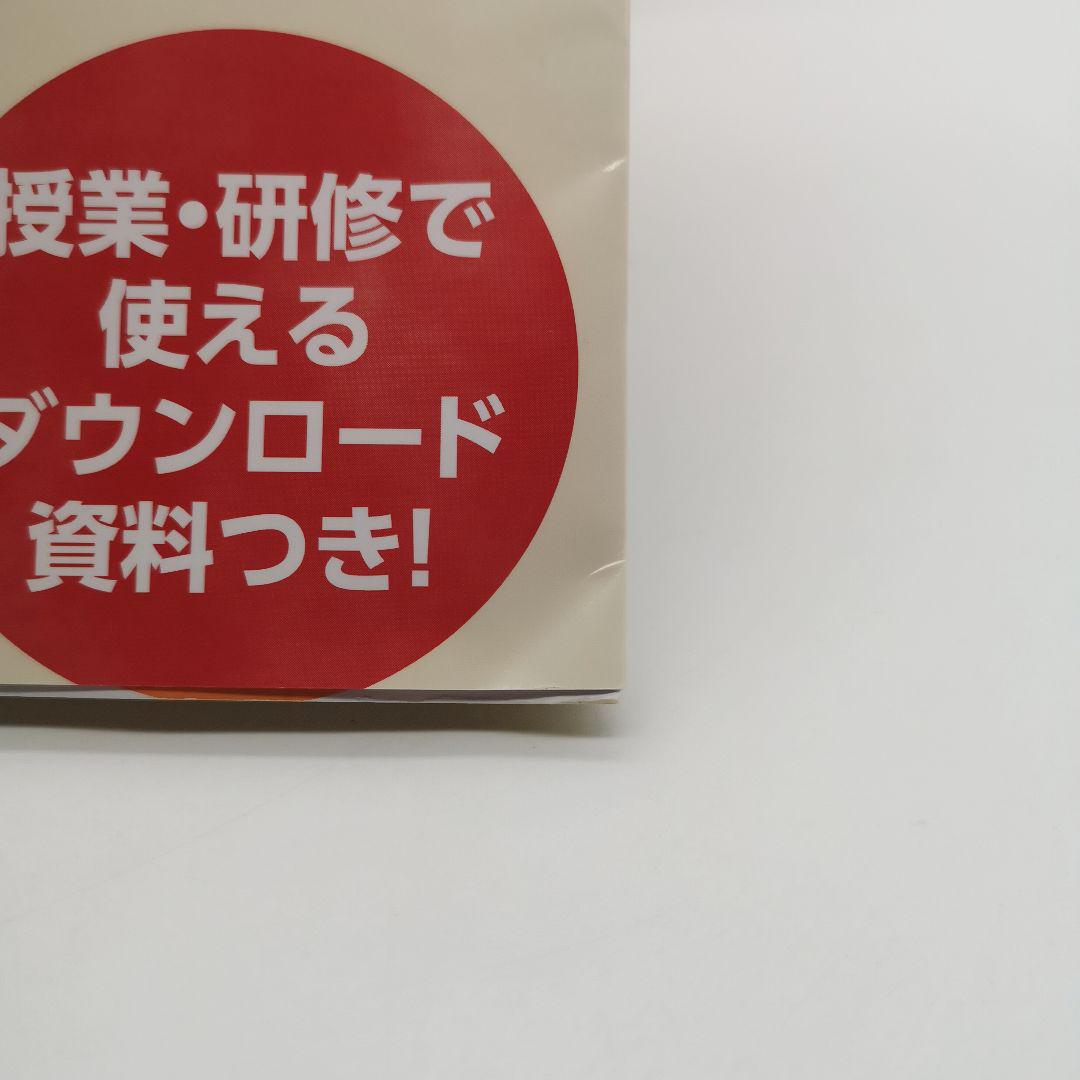 授業・研修で
使える
ダウンロード
資料つき!